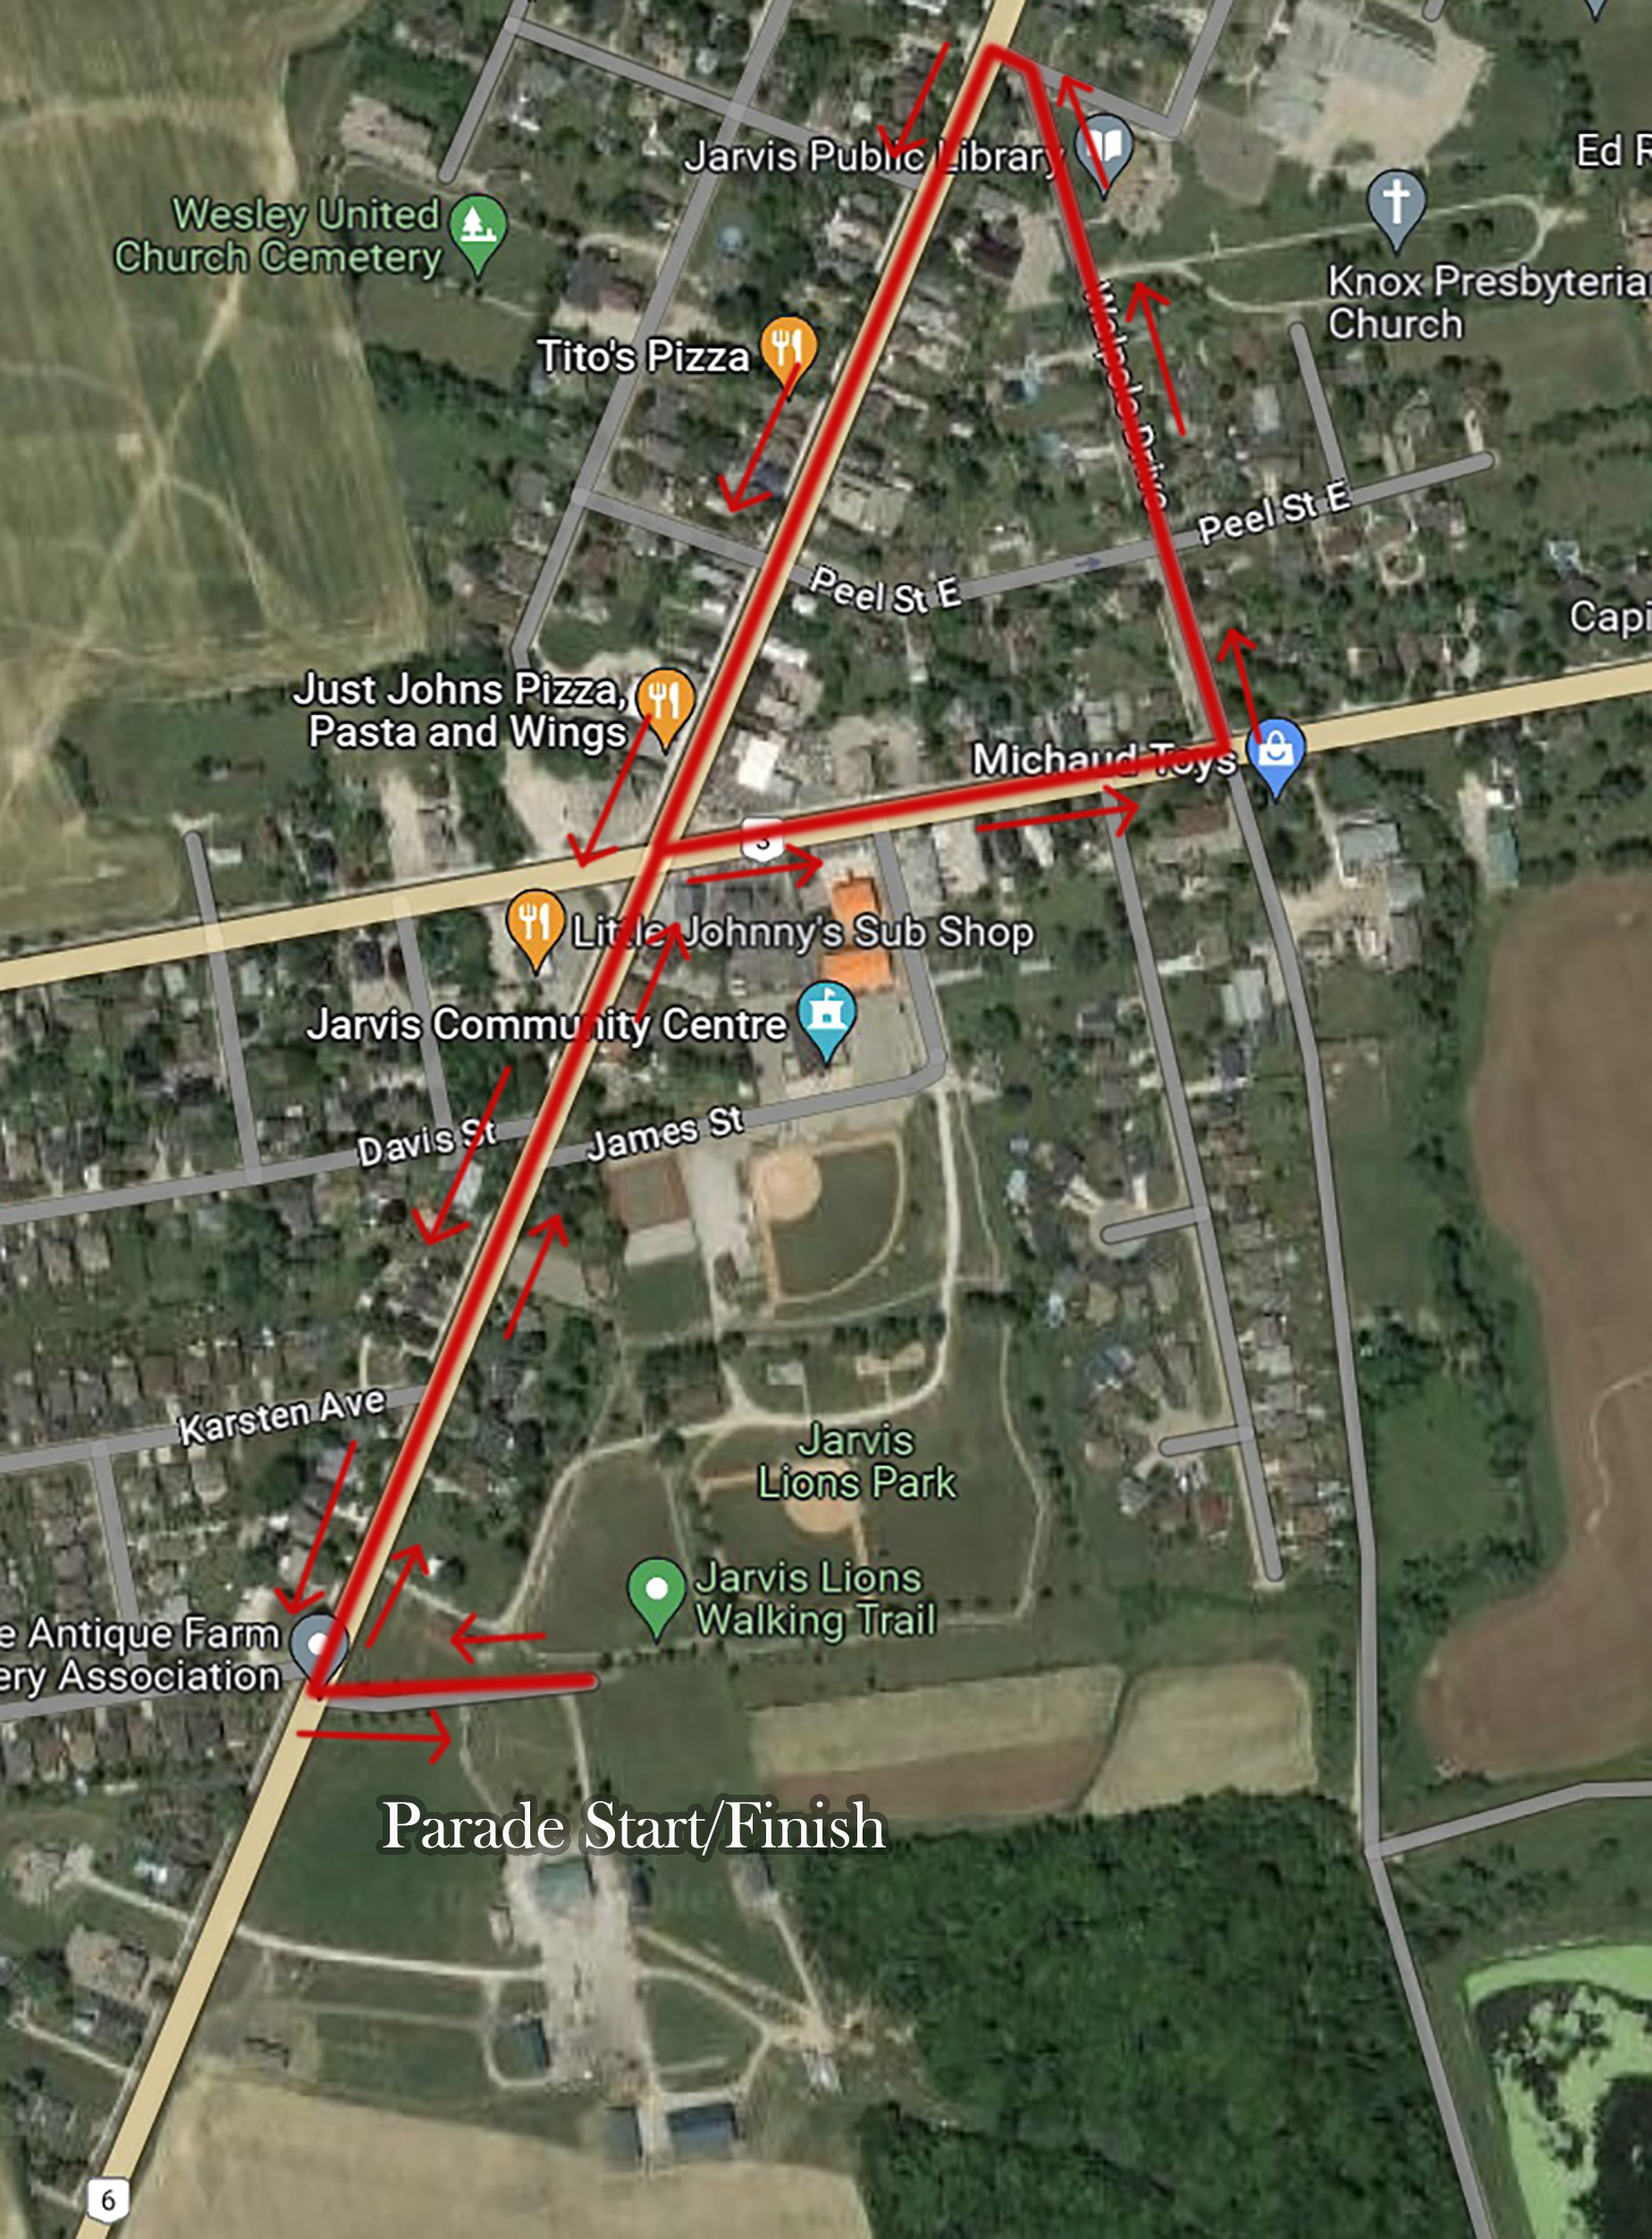 Jarvis Public Library
Ed R
Wesley United
Church Cemetery
Knox Presbyteria
Church
Tito's Pizza
Walpole Drive
Peel St E
Peel St E
Capi
Just Johns Pizza,
Pasta and Wings
Michaud Toys
3
Little Johnny's Sub Shop
Jarvis Community Centre
Davis St
James St
Karsten Ave
Jarvis
Lions Park
Jarvis Lions
Walking Trail
e Antique Farm
ery Association
Parade Start/Finish
6